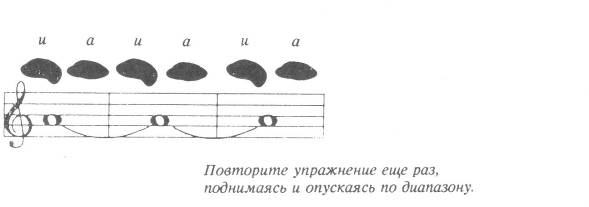 и а и а и а
Повторите упражнение еще раз,
поднимаясь и опускаясь по диапазону.